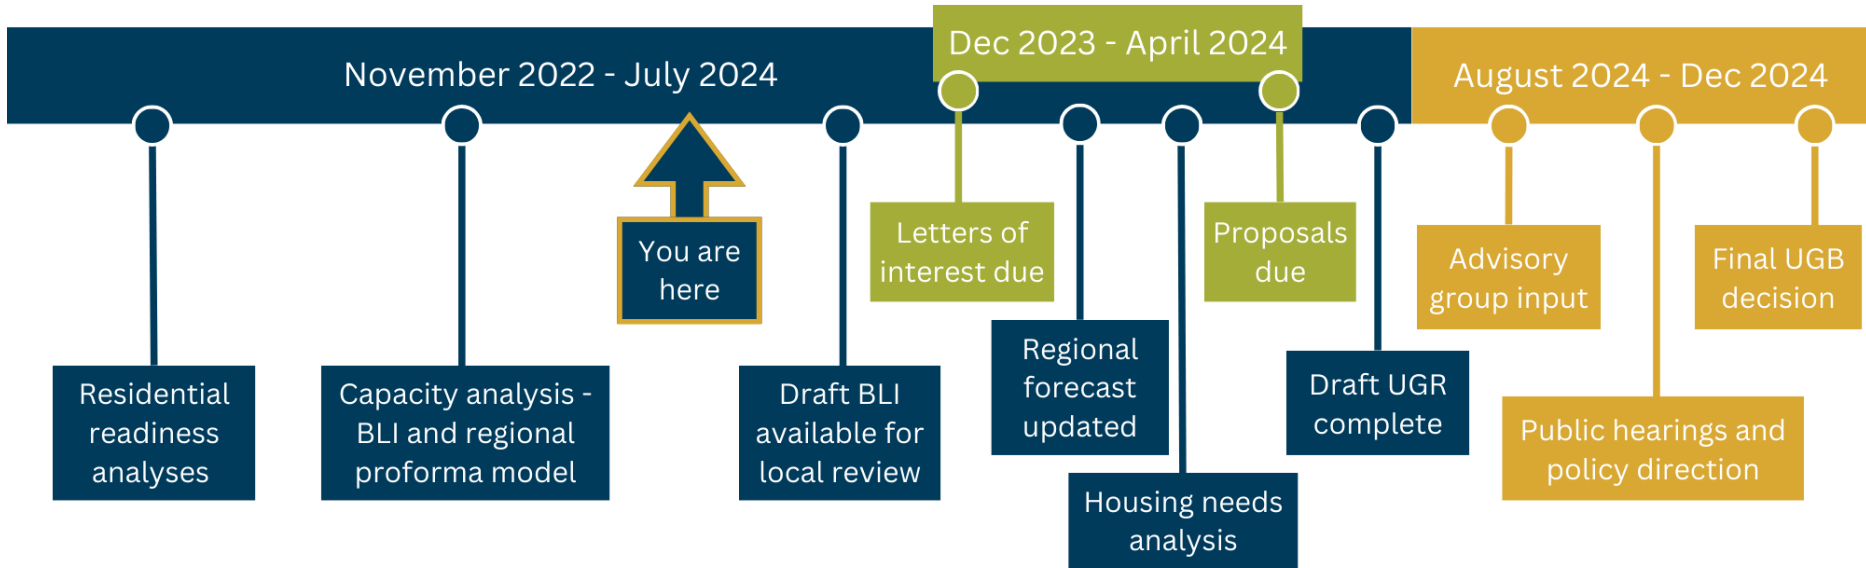 November 2022 - July 2024
Dec 2023 - April 2024
August 2024 - Dec 2024
Residential
readiness
analyses
Capacity analysis -
BLI and regional
proforma model
You are
here
Draft BLI
available for
local review
Letters of
interest due
Regional
forecast
updated
Housing needs
analysis
Proposals
due
Draft UGR
complete
Advisory
group input
Public hearings and
policy direction
Final UGB
decision